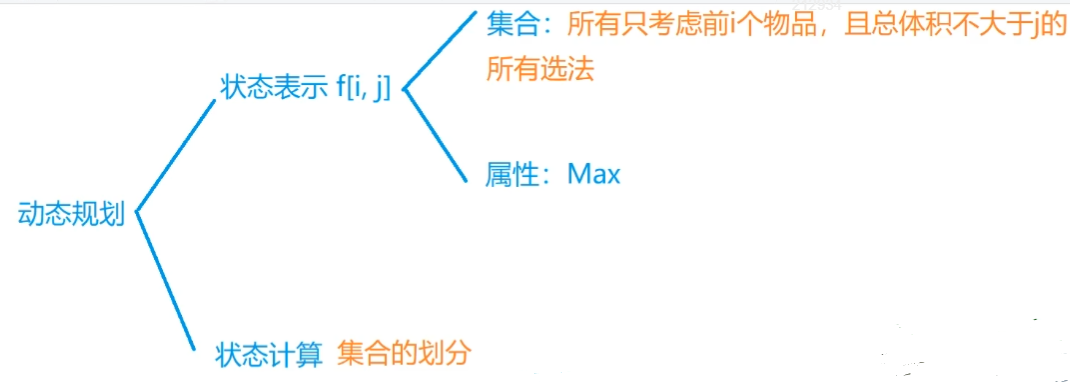 集合：所有只考虑前i个物品，且总体积不大于j的
所有选法
状态表示 f[i, j]
属性：Max
动态规划
状态计算 集合的划分